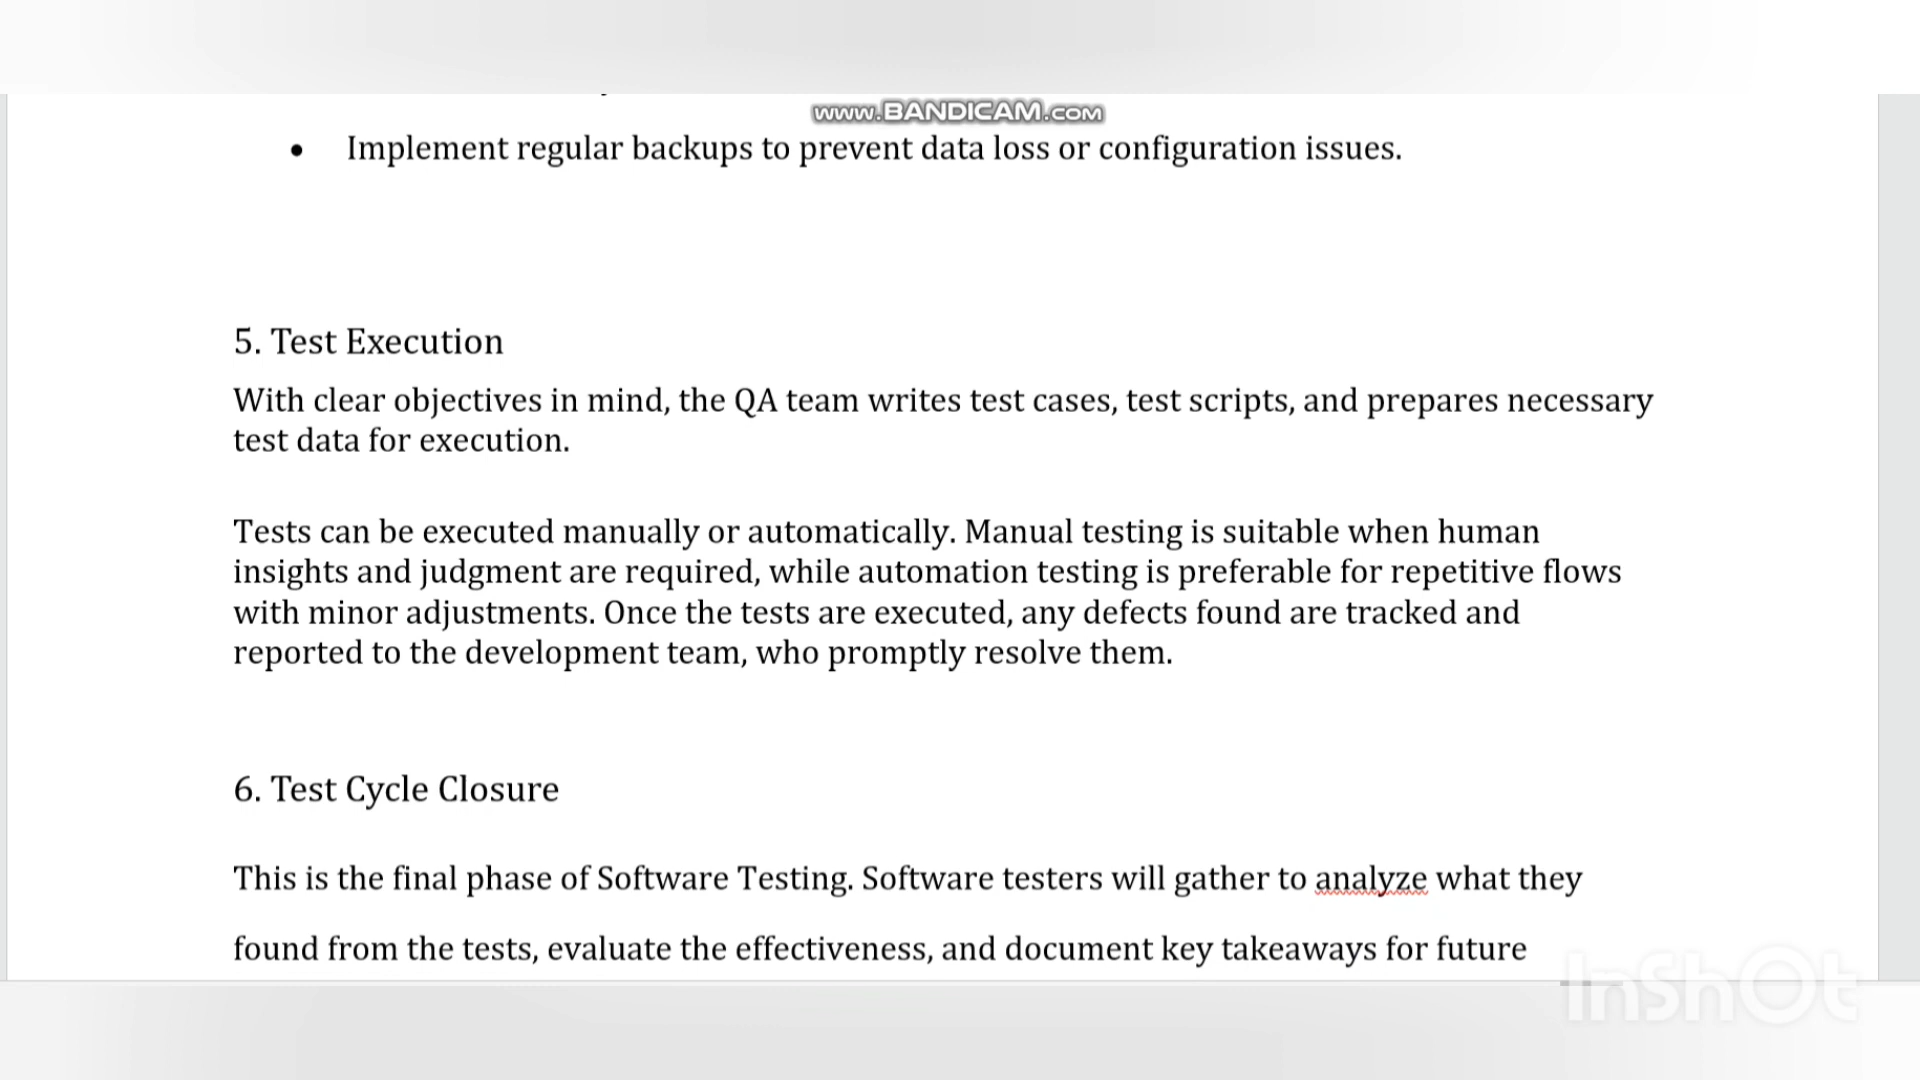 www.BANDICAM.com
• Implement regular backups to prevent data loss or configuration issues.
5. Test Execution
With clear objectives in mind, the QA team writes test cases, test scripts, and prepares necessary
test data for execution.
Tests can be executed manually or automatically. Manual testing is suitable when human
insights and judgment are required, while automation testing is preferable for repetitive flows
with minor adjustments. Once the tests are executed, any defects found are tracked and
reported to the development team, who promptly resolve them.
6. Test Cycle Closure
This is the final phase of Software Testing. Software testers will gather to analyze what they
found from the tests, evaluate the effectiveness, and document key takeaways for future
InShOt